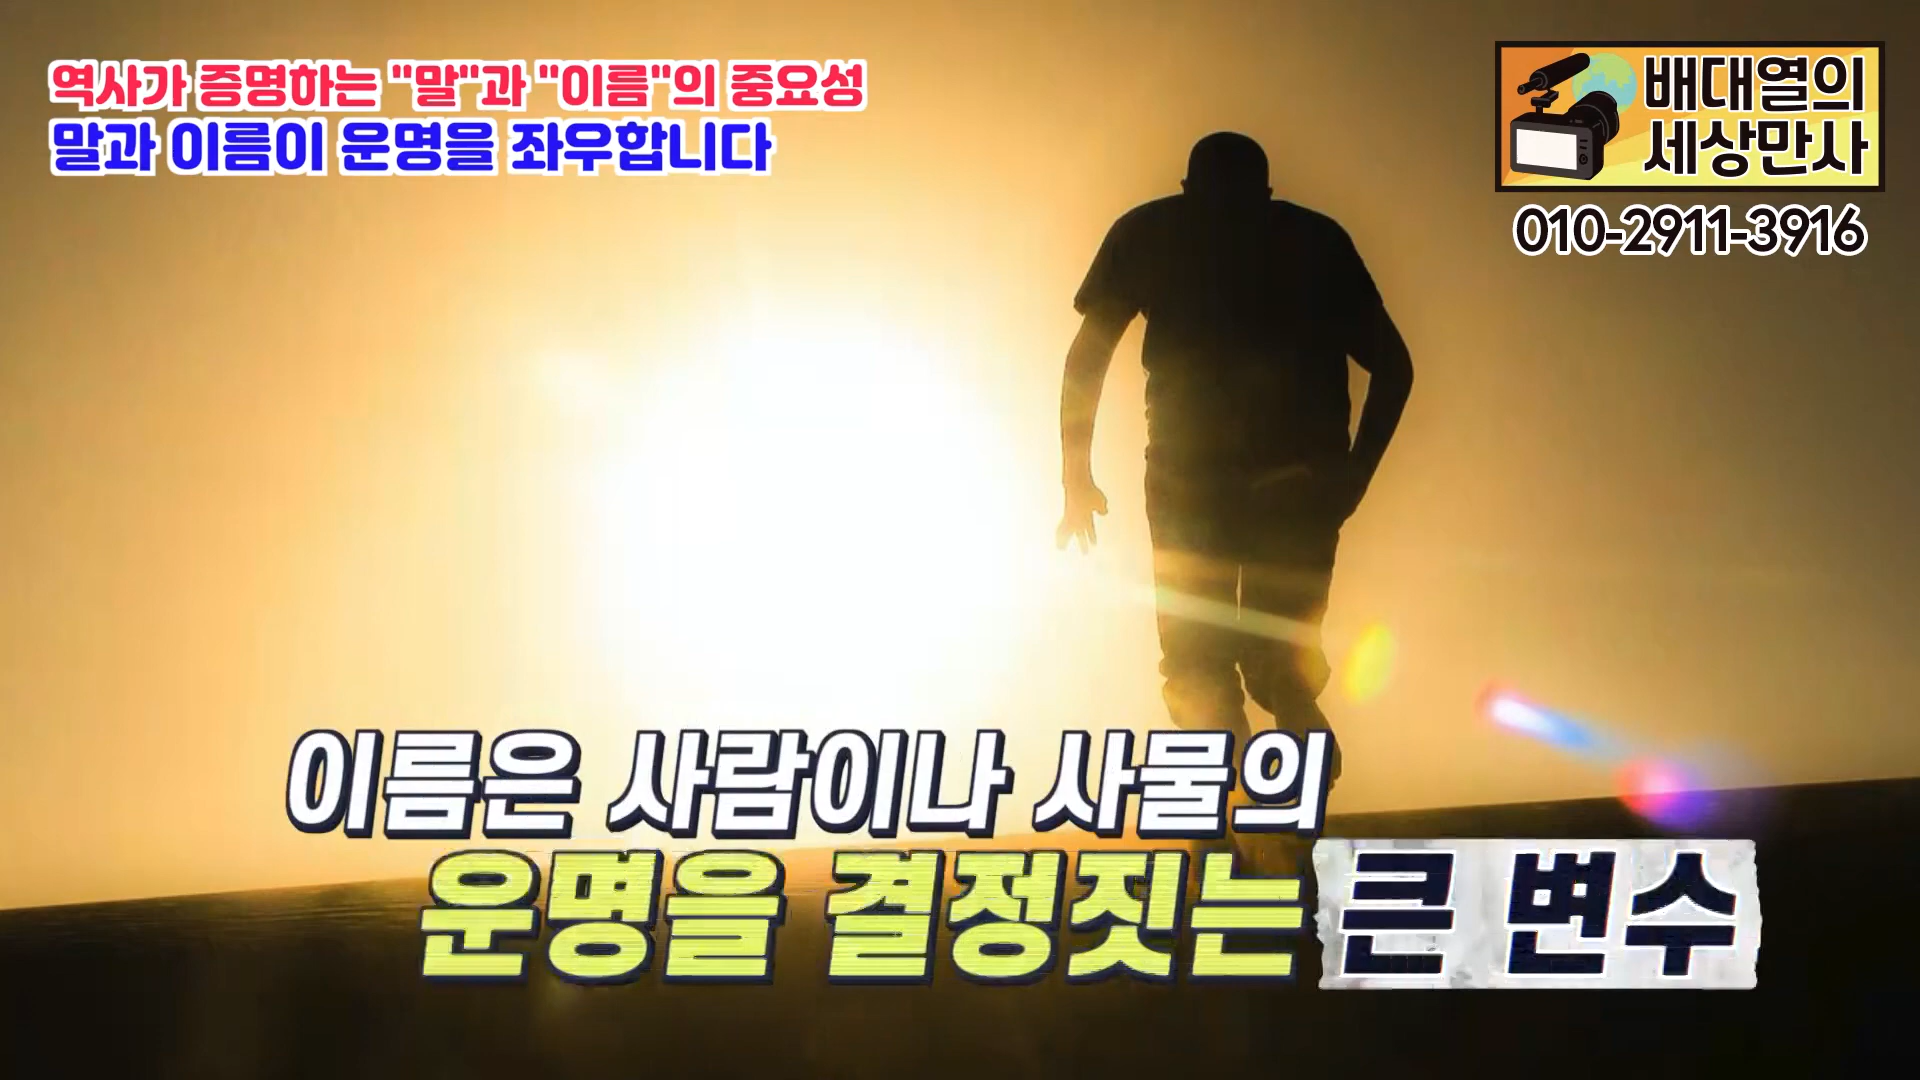 역사가 증명하는 "말"과 "이름"의 중요성
말과 이름이 운명을 좌우합니다
배대열의
세상만사
010-2911-3916
이름은 사람이나 사물의
운명을 결정짓는 큰 변수